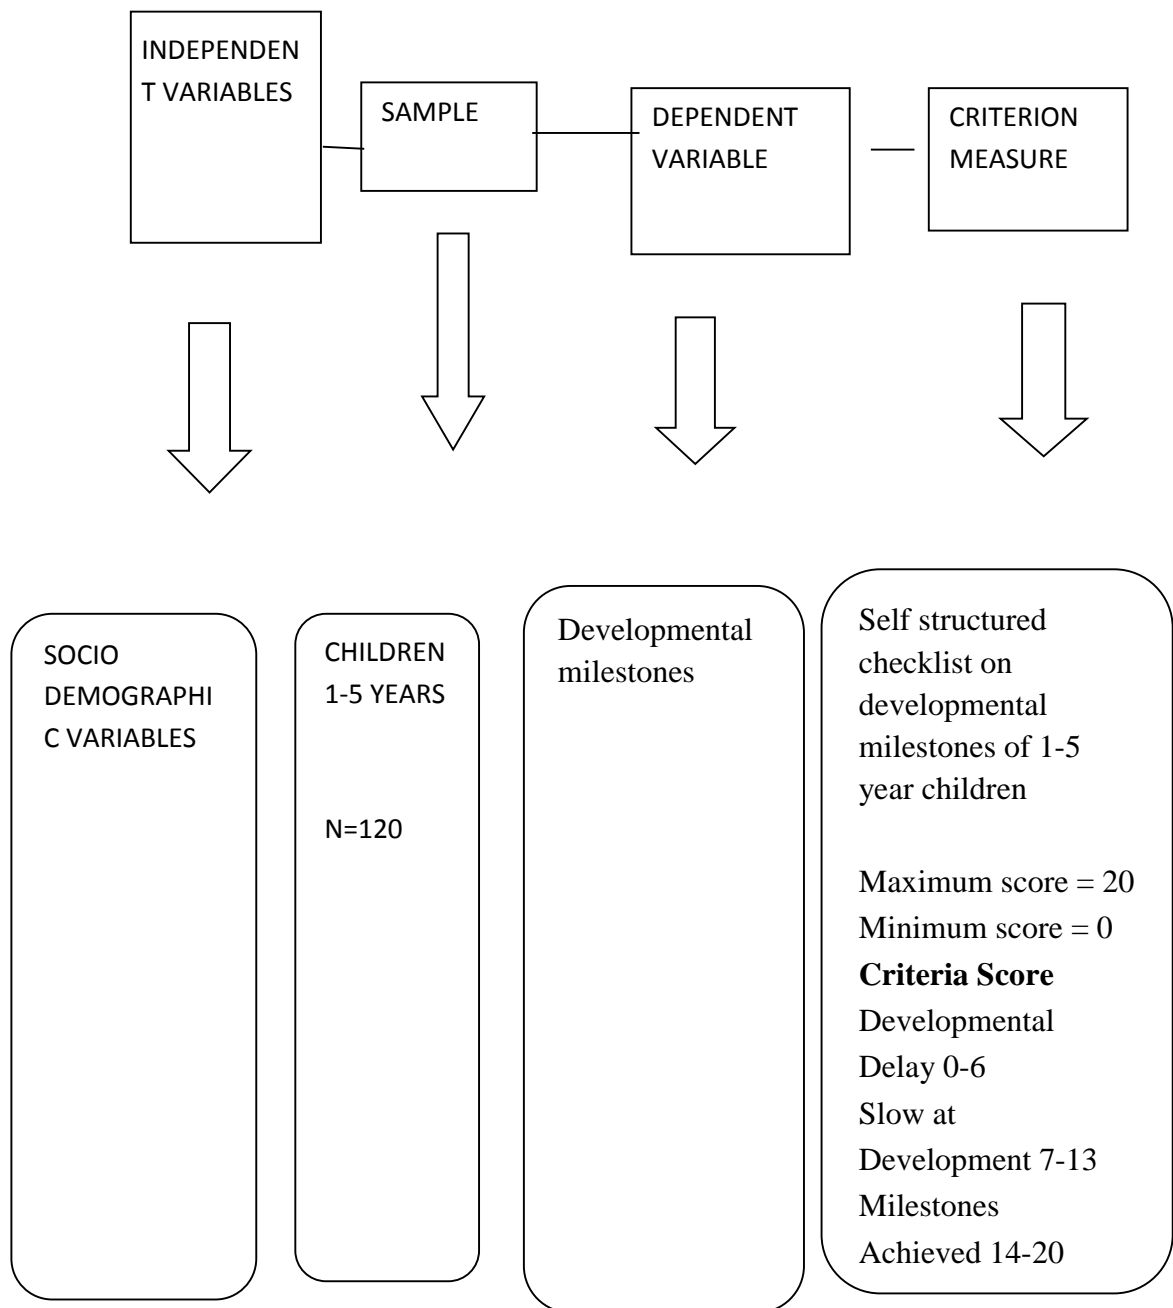 INDEPENDEN
T VARIABLES
SAMPLE
DEPENDENT
VARIABLE
CRITERION
MEASURE
SOCIO
DEMOGRAPHI
C VARIABLES
CHILDREN
1-5 YEARS
N=120
Developmental
milestones
Self structured
checklist on
developmental
milestones of 1-5
year children
Maximum score = 20
Minimum score = 0
Criteria Score
Developmental
Delay 0-6
Slow at
Development 7-13
Milestones
Achieved 14-20